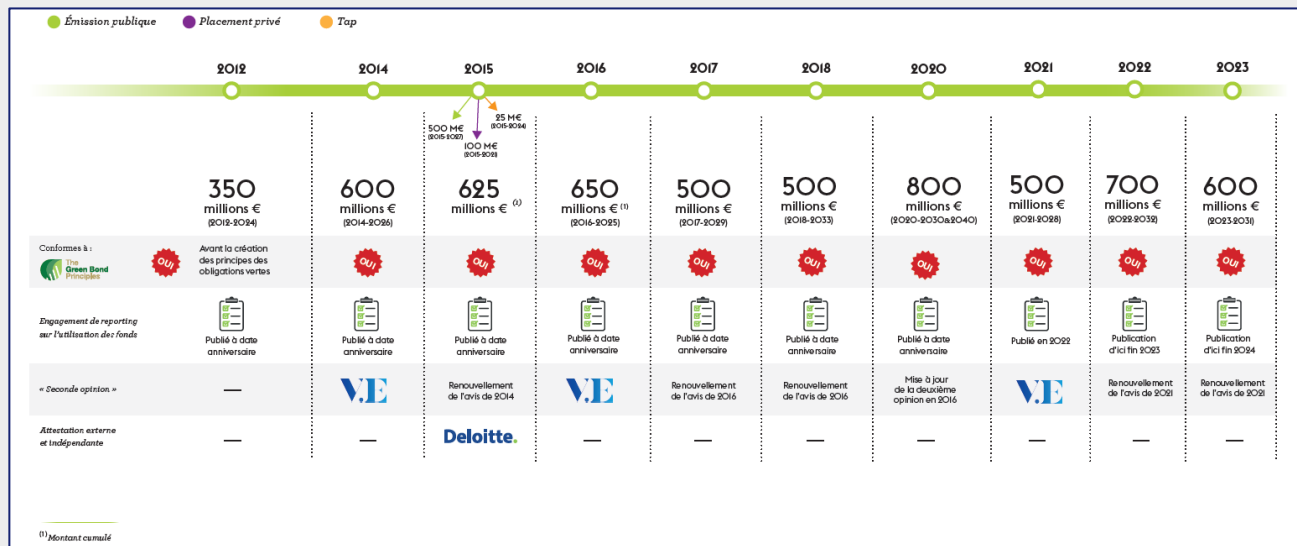 Émission publique
Placement privé
Tap
2012
2014
2015
2016
2017
2018
2020
2021
2022
2023
500 M€
(2015-2027)
100 M€
(2015-2021)
25 M€
(2015-2024)
350
millions €
(2012-2024)
600
millions €
(2014-2026)
625
millions € (1)
650
millions € (1)
(2016-2025)
500
millions €
(2017-2029)
500
millions €
(2018-2033)
800
millions €
(2020-2030&2040)
500
millions €
(2021-2028)
700
millions €
(2022-2032)
600
millions €
(2023-2031)
Conformes à :
The
Green Bond
Principles
OUI
Avant la création
des principes des
obligations vertes
OUI
OUI
OUI
OUI
OUI
OUI
OUI
OUI
OUI
Engagement de reporting
sur l'utilisation des fonds
Publié à date
anniversaire
Publié à date
anniversaire
Publié à date
anniversaire
Publié à date
anniversaire
Publié à date
anniversaire
Publié à date
anniversaire
Publié à date
anniversaire
Publié en 2022
Publication
d'ici fin 2023
Publication
d'ici fin 2024
« Seconde opinion »
—
V.E
Renouvellement
de l'avis de 2014
V.E
Renouvellement
de l'avis de 2016
Renouvellement
de l'avis de 2016
Mise à jour
de la deuxième
opinion en 2016
V.E
Renouvellement
de l'avis de 2021
Renouvellement
de l'avis de 2021
Attestation externe
et indépendante
—
—
Deloitte.
—
—
—
—
—
—
—
(1) Montant cumulé